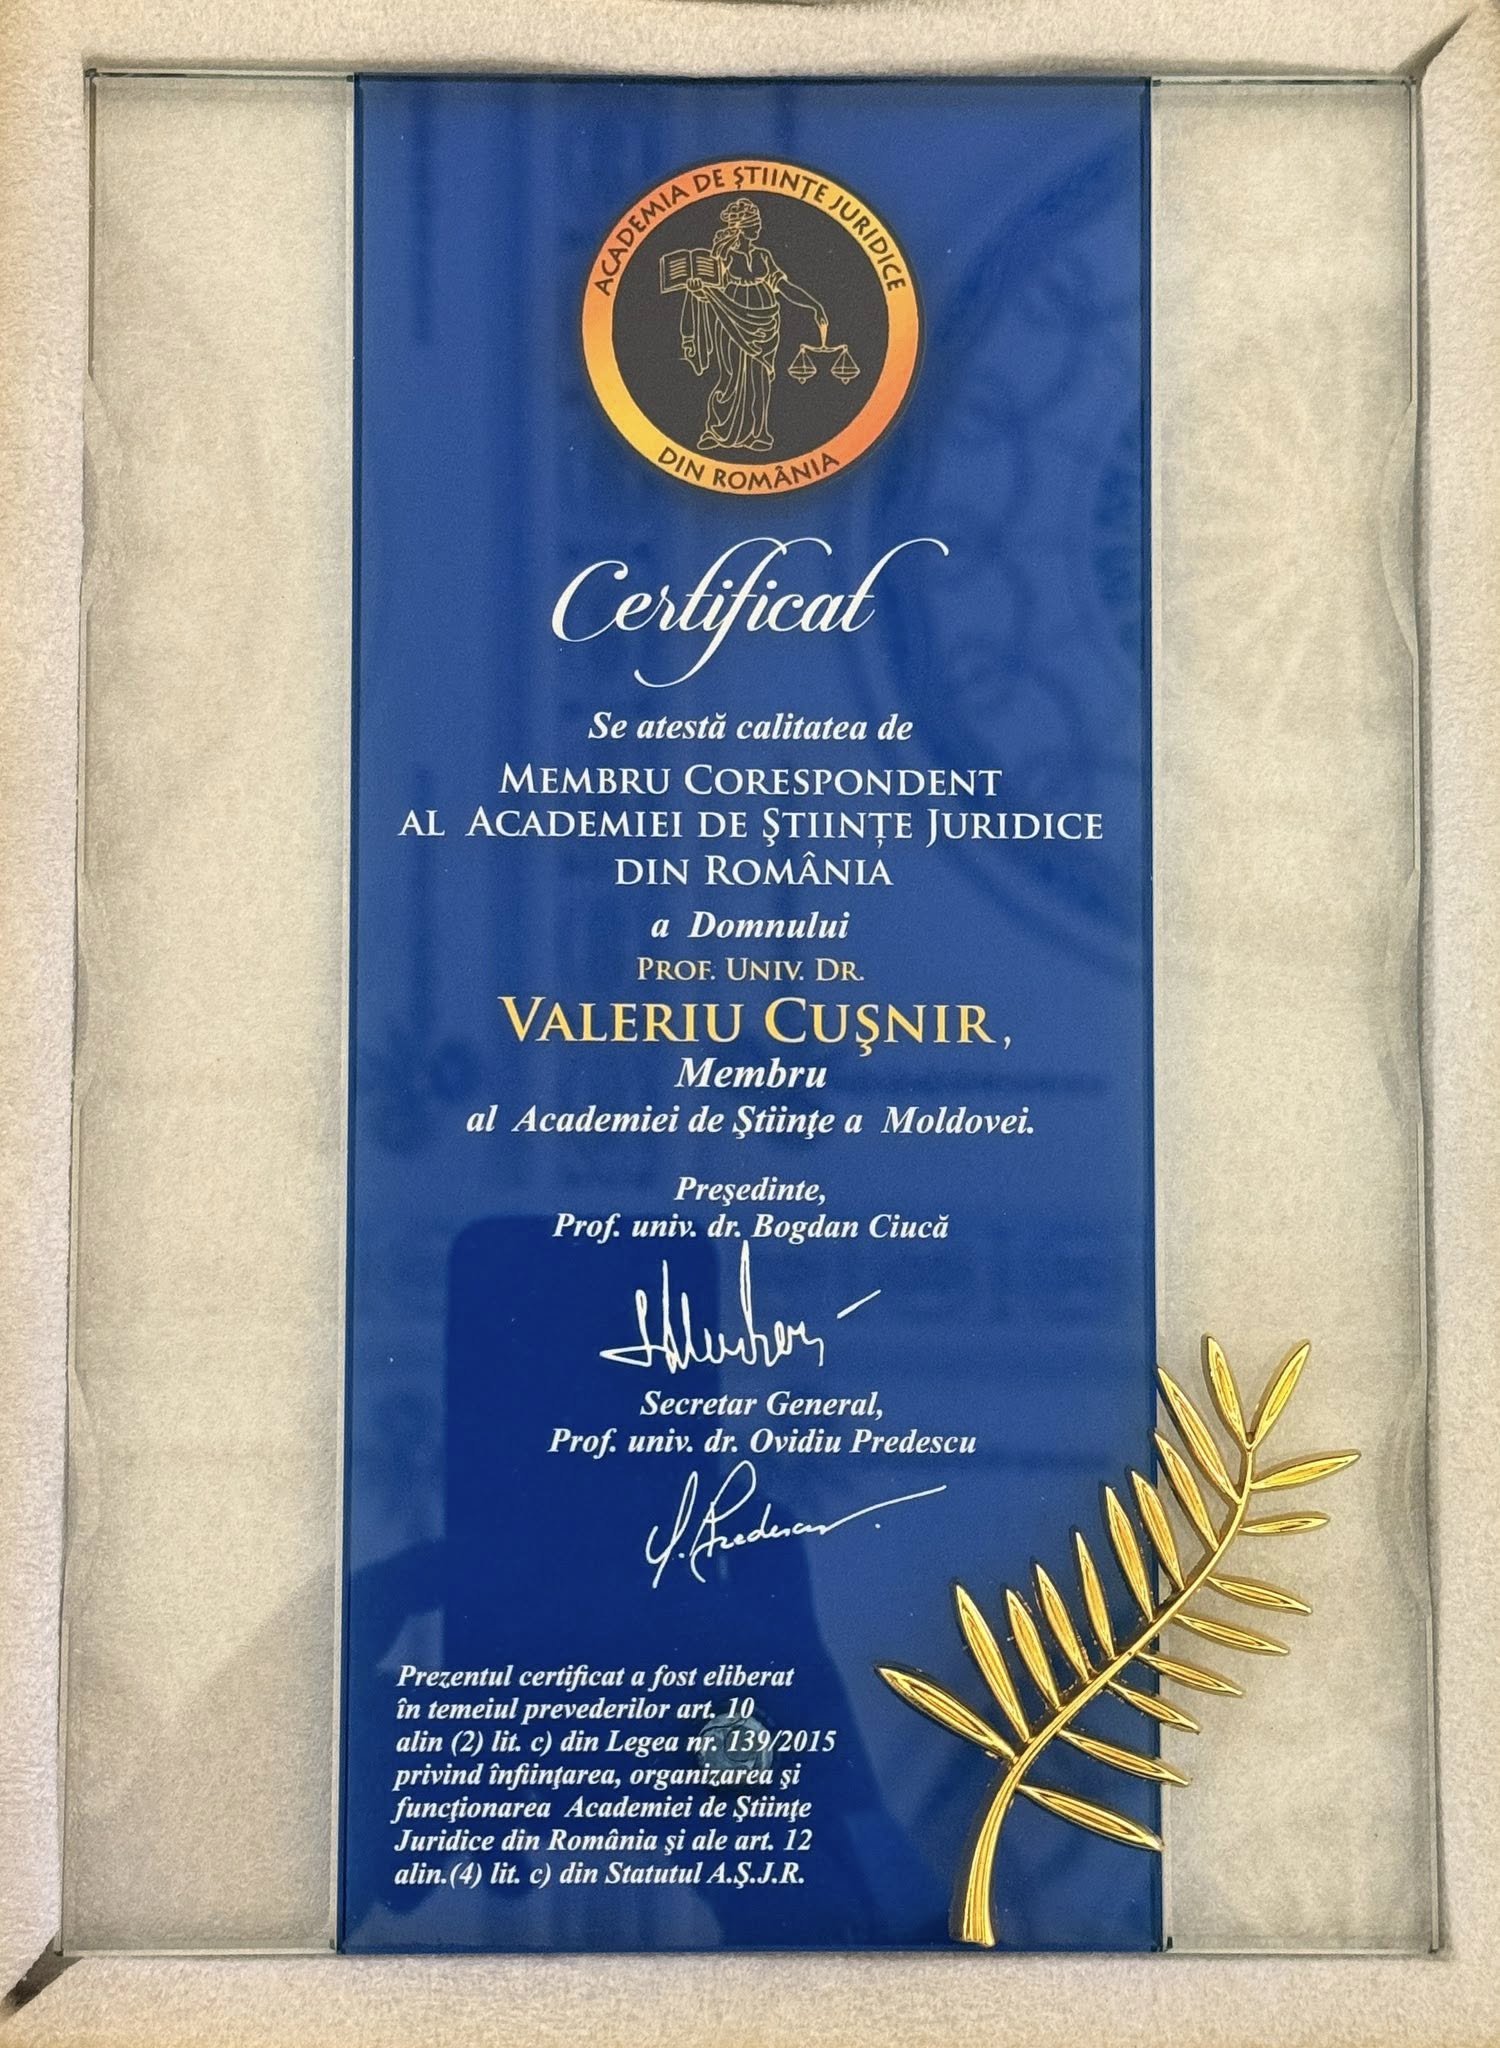 ACADEMIA DE ŞTIINŢE JURIDICE
DIN ROMÂNIA
Certificat
Se atestă calitatea de
MEMBRU CORESPONDENT
AL ACADEMIEI DE ŞTIINȚE JURIDICE
DIN ROMÂNIA
a Domnului
PROF. UNIV. DR.
VALERIU CUŞNIR,
Membru
al Academiei de Ştiinţe a Moldovei.
Preşedinte,
Prof. univ. dr. Bogdan Ciucă
Secretar General,
Prof. univ. dr. Ovidiu Predescu
Prezentul certificat a fost eliberat
în temeiul prevederilor art. 10
alin (2) lit. c) din Legea nr. 139/2015
privind înfiinţarea, organizarea şi
funcţionarea Academiei de Ştiinţe
Juridice din România şi ale art. 12
alin.(4) lit. c) din Statutul A.Ş.J.R.